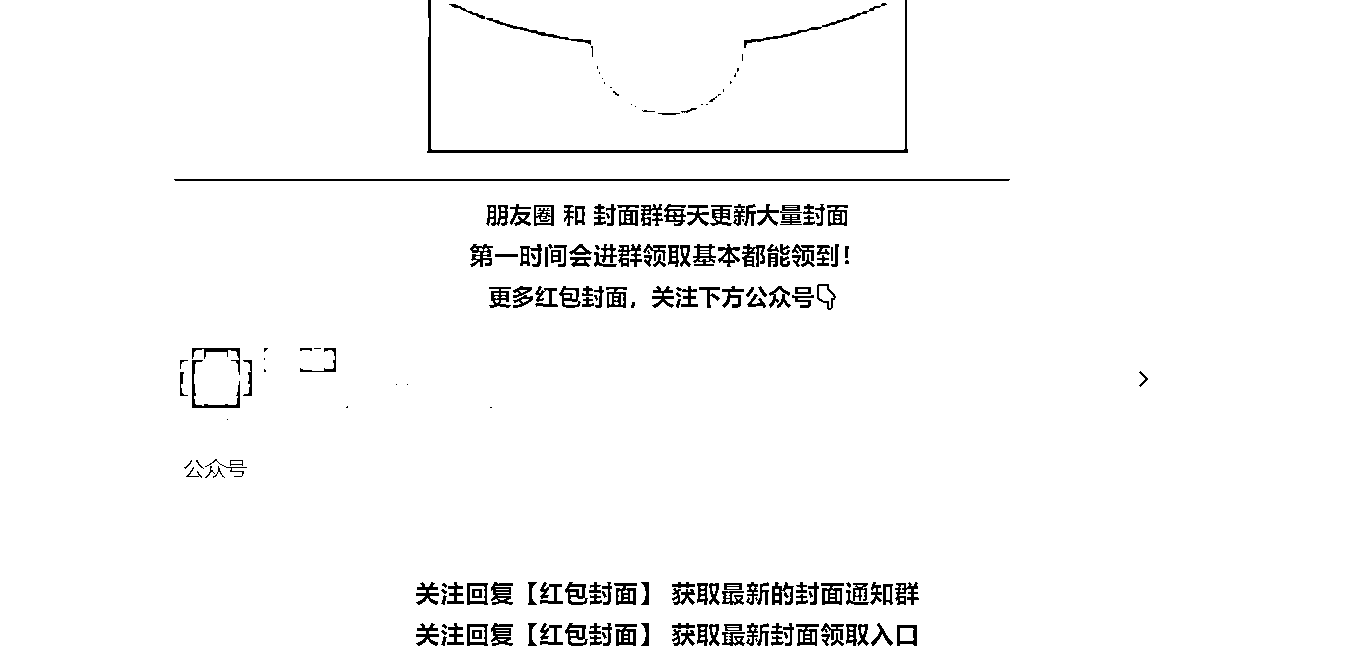 朋友圈 和 封面群每天更新大量封面
第一时间会进群领取基本都能领到！
更多红包封面，关注下方公众号👇
公众号
关注回复【红包封面】 获取最新的封面通知群
关注回复【红包封面】 获取最新封面领取入口